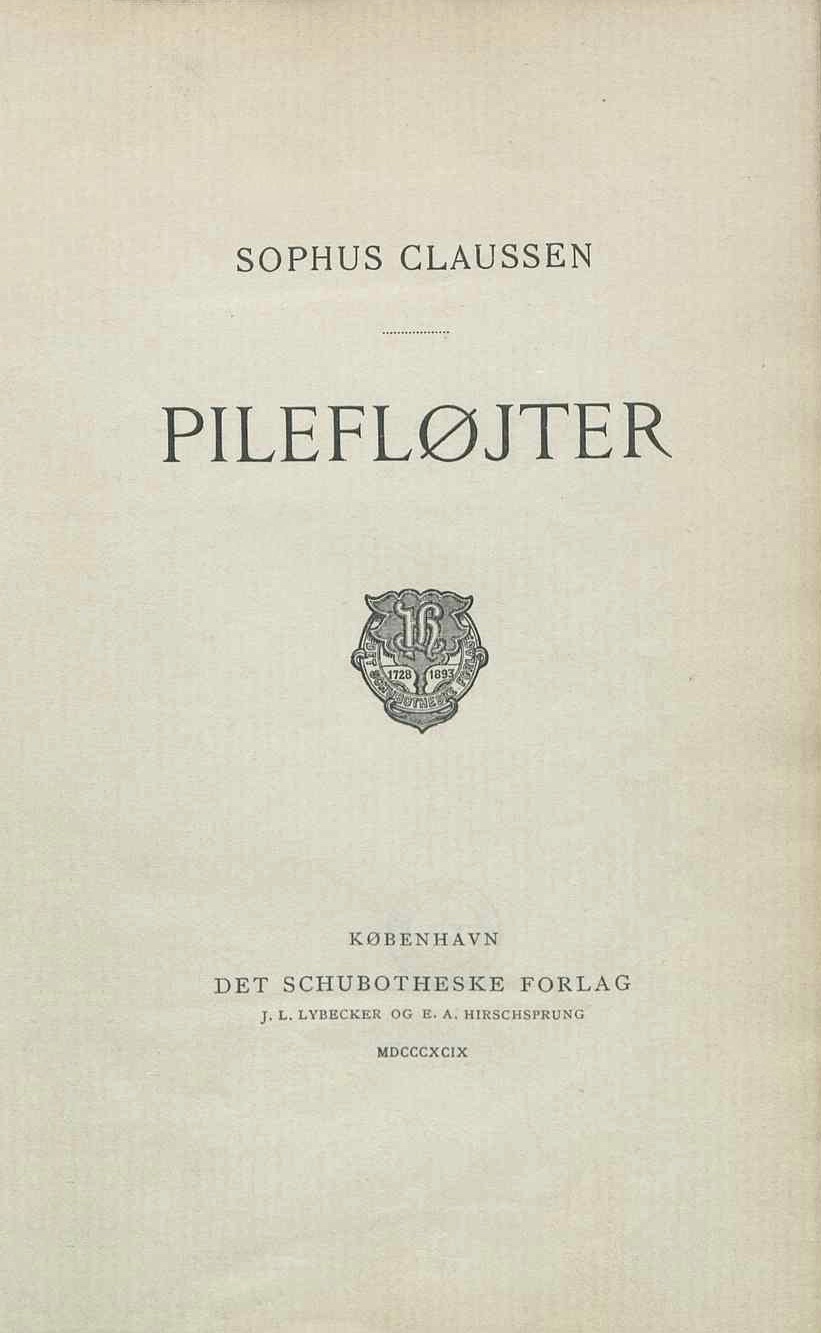 SOPHUS CLAUSSEN
PILEFLØJTER
1728 1893
DET SCHUBOTHESKE FORLAG
KØBENHAVN
DET SCHUBOTHESKE FORLAG
J. L. LYBECKER OG E. A. HIRSCHSPRUNG
MDCCCXCIX